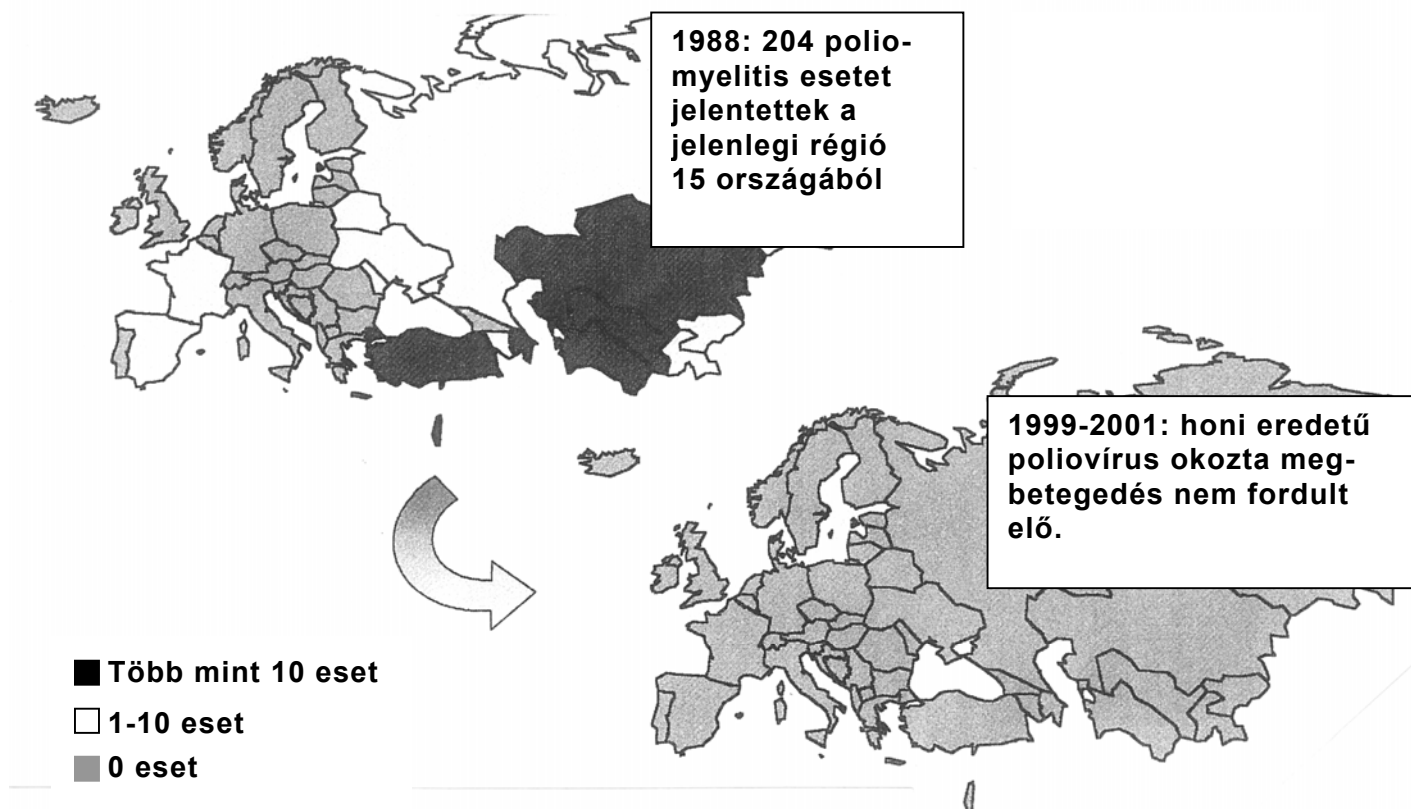 1988: 204 polio-
myelitis esetet
jelentettek a
jelenlegi régió
15 országából
1999-2001: honi eredetű
poliovírus okozta meg-
betegedés nem fordult
elő.
Több mint 10 eset
1-10 eset
0 eset